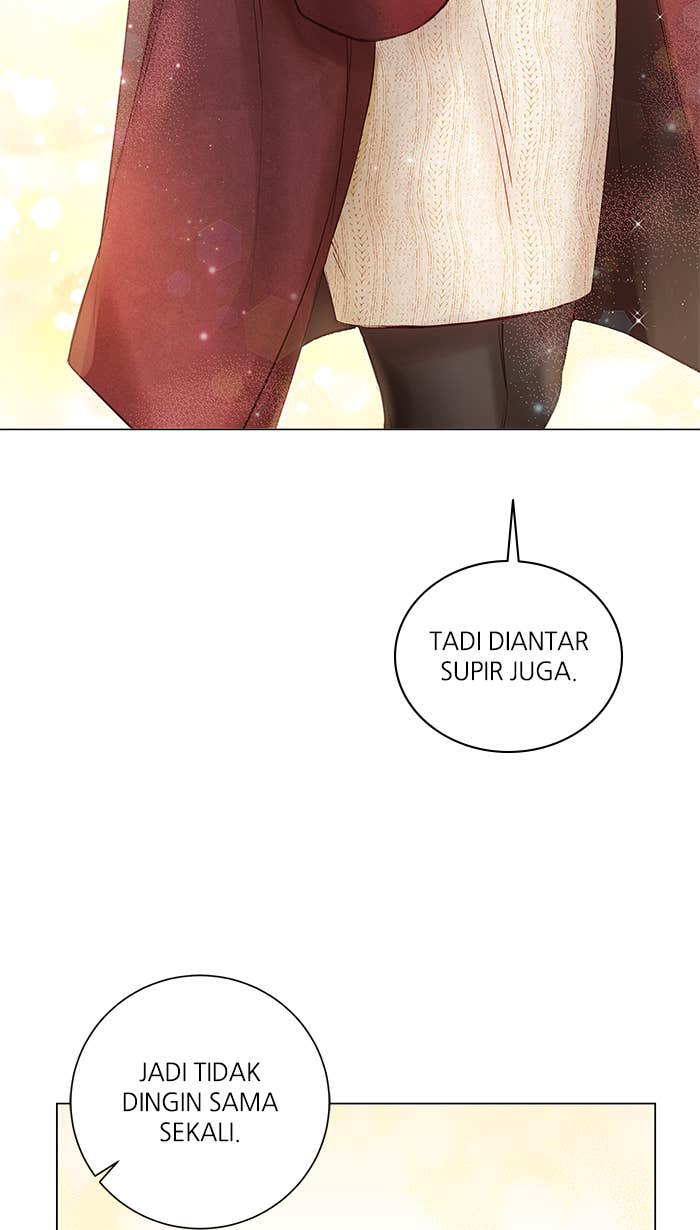 TADI DIANTAR
SUPIR JUGA.
JADI TIDAK
DINGIN SAMA
SEKALI.